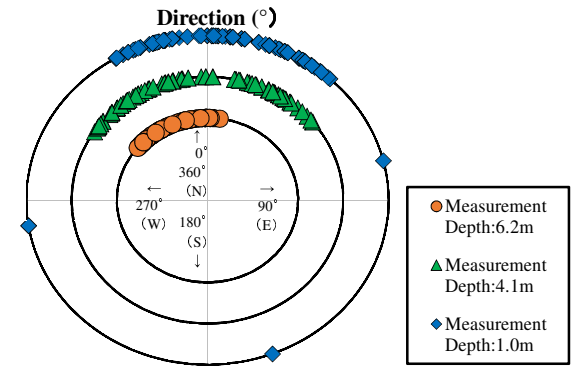 Direction (°)
↑
0°
360°
(N)
←
→
270°
90°
(W)
180°
(E)
(S)
↓
Measurement
Depth:6.2m
Measurement
Depth:4.1m
Measurement
Depth:1.0m